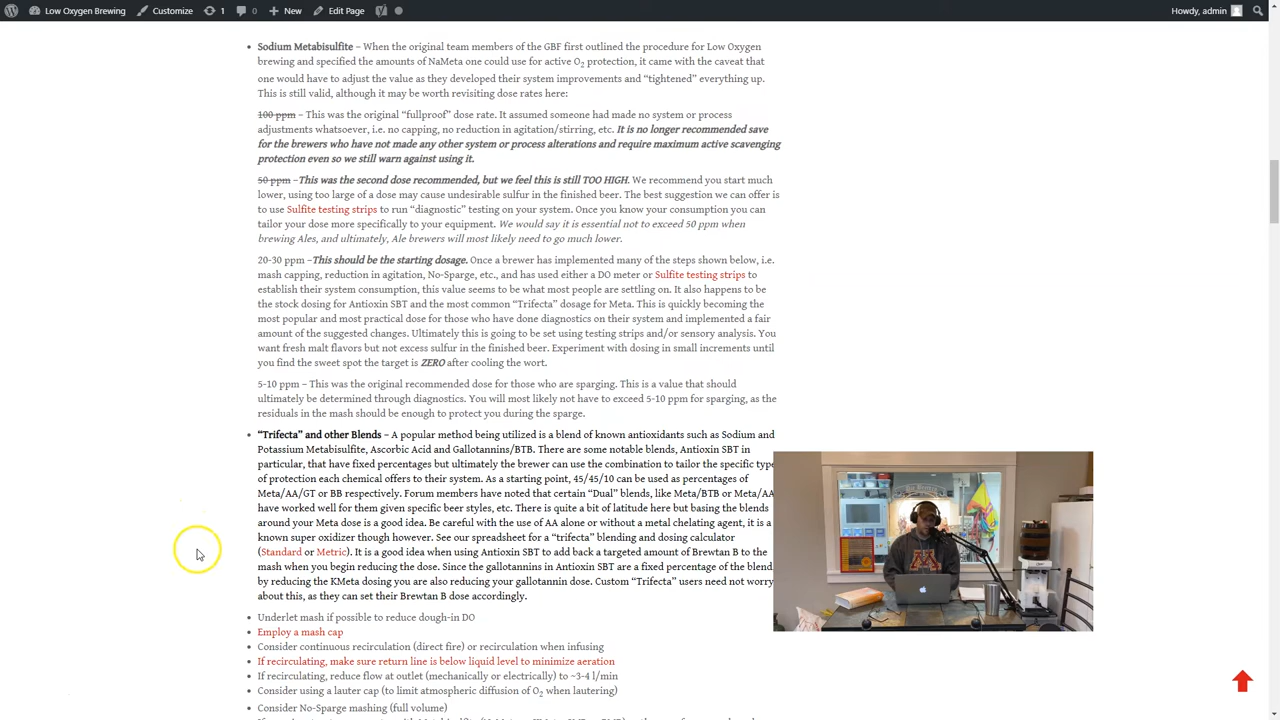 Low Oxygen Brewing Customize 1 0 New Edit Page Howdy, admin
Sodium Metabisulfite – When the original team members of the GBF first outlined the procedure for Low Oxygen
brewing and specified the amounts of NaMeta one could use for active O2 protection, it came with the caveat that
one would have to adjust the value as they developed their system improvements and "tightened" everything up.
This is still valid, although it may be worth revisiting dose rates here:
100 ppm – This was the original "fullproof" dose rate. It assumed someone had made no system or process
adjustments whatsoever, i.e. no capping, no reduction in agitation/stirring, etc. It is no longer recommended save
for the brewers who have not made any other system or process alterations and require maximum active scavenging
protection even so we still warn against using it.
50 ppm –This was the second dose recommended, but we feel this is still TOO HIGH. We recommend you start much
lower, using too large of a dose may cause undesirable sulfur in the finished beer. The best suggestion we can offer is
to use Sulfite testing strips to run "diagnostic" testing on your system. Once you know your consumption you can
tailor your dose more specifically to your equipment. We would say it is essential not to exceed 50 ppm when
brewing Ales, and ultimately, Ale brewers will most likely need to go much lower.
20-30 ppm –This should be the starting dosage. Once a brewer has implemented many of the steps shown below, i.e.
mash capping, reduction in agitation, No-Sparge, etc., and has used either a DO meter or Sulfite testing strips to
establish their system consumption, this value seems to be what most people are settling on. It also happens to be
the stock dosing for Antioxin SBT and the most common "Trifecta" dosage for Meta. This is quickly becoming the
most popular and most practical dose for those who have done diagnostics on their system and implemented a fair
amount of the suggested changes. Ultimately this is going to be set using testing strips and/or sensory analysis. You
want fresh malt flavors but not excess sulfur in the finished beer. Experiment with dosing in small increments until
you find the sweet spot the target is ZERO after cooling the wort.
5-10 ppm – This was the original recommended dose for those who are sparging. This is a value that should
ultimately be determined through diagnostics. You will most likely not have to exceed 5-10 ppm for sparging, as the
residuals in the mash should be enough to protect you during the sparge.
"Trifecta" and other Blends – A popular method being utilized is a blend of known antioxidants such as Sodium and
Potassium Metabisulfite, Ascorbic Acid and Gallotannins/BTB. There are some notable blends, Antioxin SBT in
particular, that have fixed percentages but ultimately the brewer can use the combination to tailor the specific type
of protection each chemical offers to their system. As a starting point, 45/45/10 can be used as percentages of
Meta/AA/GT or BB respectively. Forum members have noted that certain "Dual" blends, like Meta/BTB or Meta/AA
have worked well for them given specific beer styles, etc. There is quite a bit of latitude here but basing the blends
around your Meta dose is a good idea. Be careful with the use of AA alone or without a metal chelating agent, it is a
known super oxidizer though however. See our spreadsheet for a "trifecta" blending and dosing calculator
(Standard or Metric). It is a good idea when using Antioxin SBT to add back a targeted amount of Brewtan B to the
mash when you begin reducing the dose. Since the gallotannins in Antioxin SBT are a fixed percentage of the blend
by reducing the KMeta dosing you are also reducing your gallotannin dose. Custom "Trifecta" users need not worry
about this, as they can set their Brewtan B dose accordingly.
Underlet mash if possible to reduce dough-in DO
Employ a mash cap
Consider continuous recirculation (direct fire) or recirculation when infusing
If recirculating, make sure return line is below liquid level to minimize aeration
If recirculating, reduce flow at outlet (mechanically or electrically) to ~3-4 l/min
Consider using a lauter cap (to limit atmospheric diffusion of O2 when lautering)
Consider No-Sparge mashing (full volume)